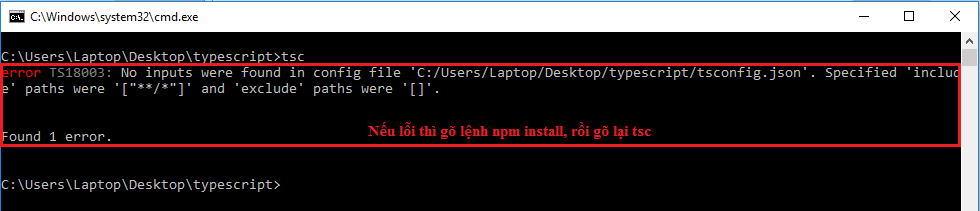 C:\Windows\system32\cmd.exe
C:\Users\Laptop\Desktop\typescript>tsc
error TS18003: No inputs were found in config file 'C:/Users/Laptop/Desktop/typescript/tsconfig.json'. Specified 'includ
e' paths were '["**/*"]' and 'exclude' paths were '[]'.
Nếu lỗi thì gõ lệnh npm install, rồi gõ lại tsc
Found 1 error.
C:\Users\Laptop\Desktop\typescript>